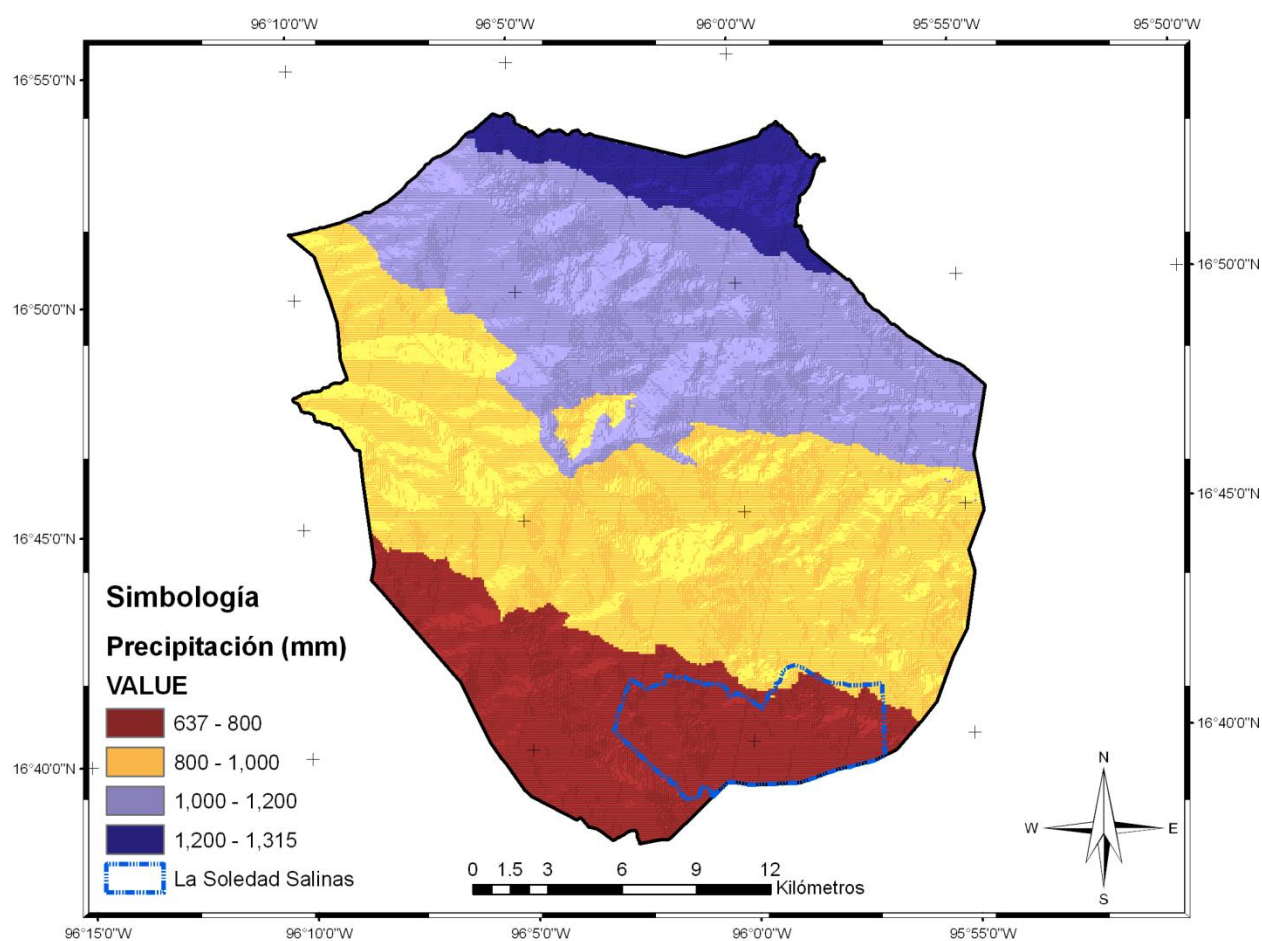 96°10'0"W 96°5'0"W 96°0'0"W 95°55'0"W 95°50'0"W
16°55'0"N
16°50'0"N
16°50'0"N
16°45'0"N
16°45'0"N
16°40'0"N
16°40'0"N
Simbología
Precipitación (mm)
VALUE
637 - 800
800 - 1,000
1,000 - 1,200
1,200 - 1,315
La Soledad Salinas
0 1.5 3 6 9 12
Kilómetros
N
W E
S
96°15'0"W 96°10'0"W 96°5'0"W 96°0'0"W 95°55'0"W